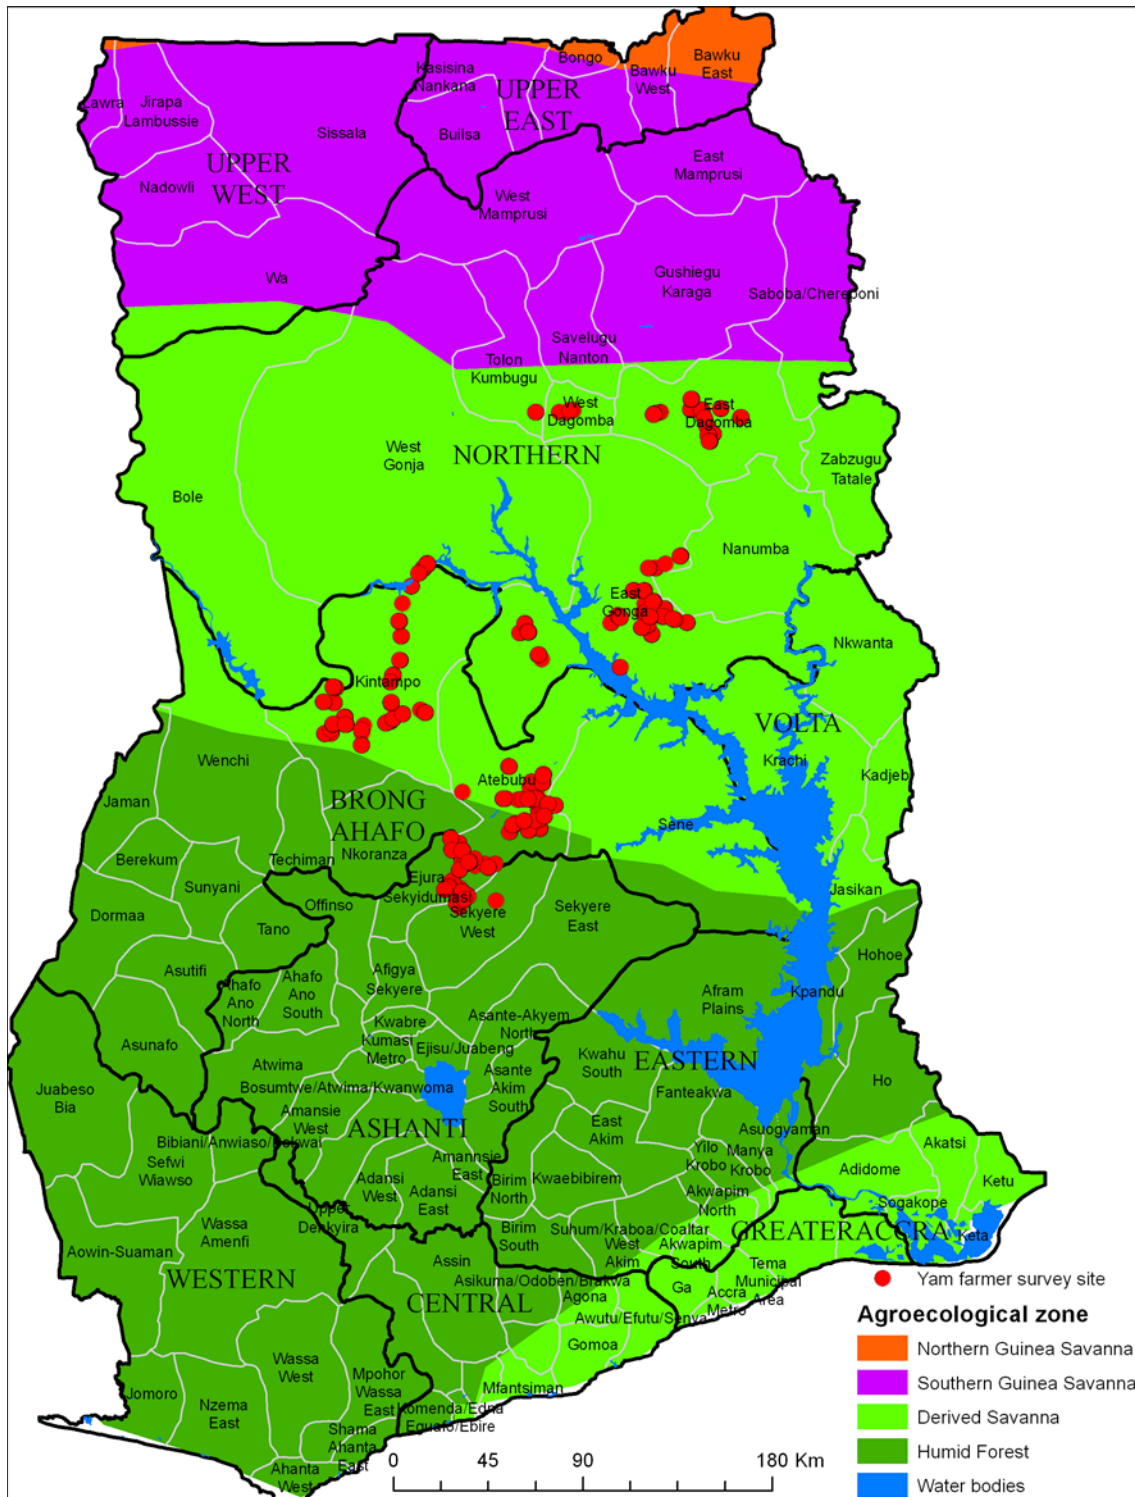 Bongo
Bawku
East
Kasisina
Nankana
Bawku
West
UPPER
EAST
Lawra
Jirapa
Lambussie
Sissala
Builsa
UPPER
WEST
Nadowli
East
Mamprusi
West
Mamprusi
Wa
Gushiegu
Karaga
Saboba/Chereponi
Savelugu
Nanton
Tolon
Kumbugu
West
Dagomba
East
Dagomba
West
Gonja
NORTHERN
Zabzugu
Tatale
Bole
Nanumba
East
Gonga
Nkwanta
Kintampo
VOLTA
Wenchi
Krachi
Kadjeb
Atebubu
Jaman
BRONG
AHAFO
Sene
Berekum
Techiman
Nkoranza
Sunyani
Ejura
Sekyidumasi
Jasikan
Dormaa
Offinso
Sekyere
West
Sekyere
East
Tano
Hohoe
Asutifi
Ahafo
Ano
North
Ahafo
Ano
South
Afigya
Sekyere
Afram
Plains
Kpandu
Asante-Akyem
North
Kwabre
Kumasi
Metro
Ejisu/Juabeng
Asunafo
Kwahu
South
EASTERN
Atwima
Asante
Akim
South
Fanteakwa
Ho
Juabeso
Bia
Bosumtwe/Atwima/Kwanwoma
Amansie
West
ASHANTI
East
Akim
Asuogyaman
Bibiani/Anwiaso/Bekwai
Sefwi
Wiawso
Amannsie
East
Yilo
Krobo
Manya
Krobo
Akatsi
Adidome
Adansi
West
Adansi
East
Birim
North
Kwaebibirem
Akwapim
North
Ketu
Sogakope
Upper
Denkyira
Wassa
Amenfi
Birim
South
Suhum/Kraboa/Coaltar
West
Akim
Akwapim
South
GREATERACCRA
Keta
Aowin-Suaman
Assin
WESTERN
Asikuma/Odoben/Brakwa
Agona
CENTRAL
Ga
Tema
Municipal
Area
Accra
Metro
Awutu/Efutu/Senya
Gomoa
Wassa
West
Mpohor
Wassa
East
Mfantsiman
Jomoro
Nzema
East
Komenda/Edna
Eguafo/Ebire
Shama
Ahanta
East
Ahanta
West
0 45 90 180 Km
Yam farmer survey site
Agroecological zone
Northern Guinea Savanna
Southern Guinea Savanna
Derived Savanna
Humid Forest
Water bodies